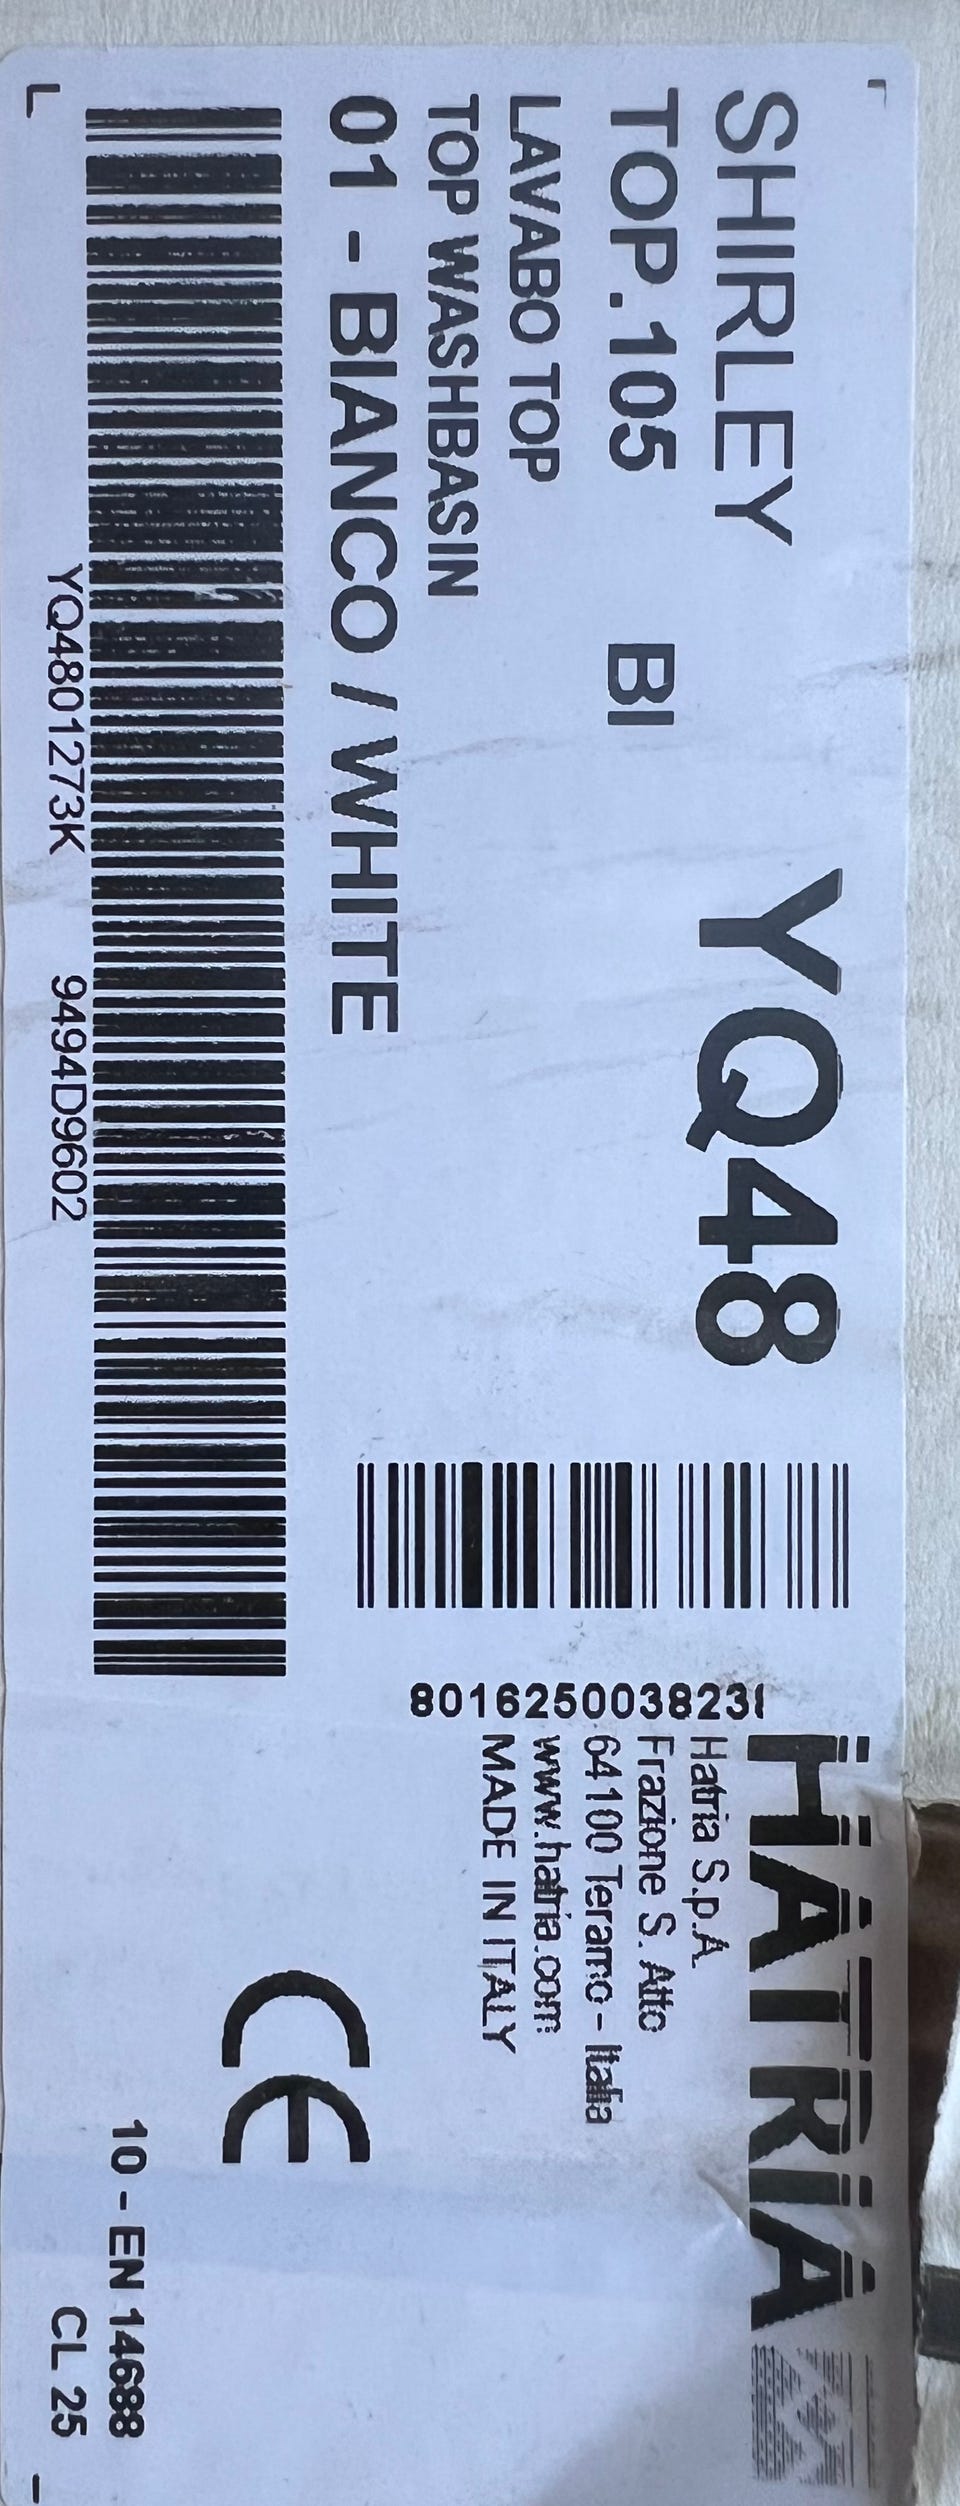 SHIRLEY
TOP.105 BI
YQ48
LAVABO TOP
TOP WASHBASIN
01 - BIANCO / WHITE
YQ4801273K 9494D9602
HATRIA
Hatria S.p.A.
Frazione S. Atto
64100 Teramo - Italia
www.hatria.com
MADE IN ITALY
CE
10 - EN 14688
CL 25